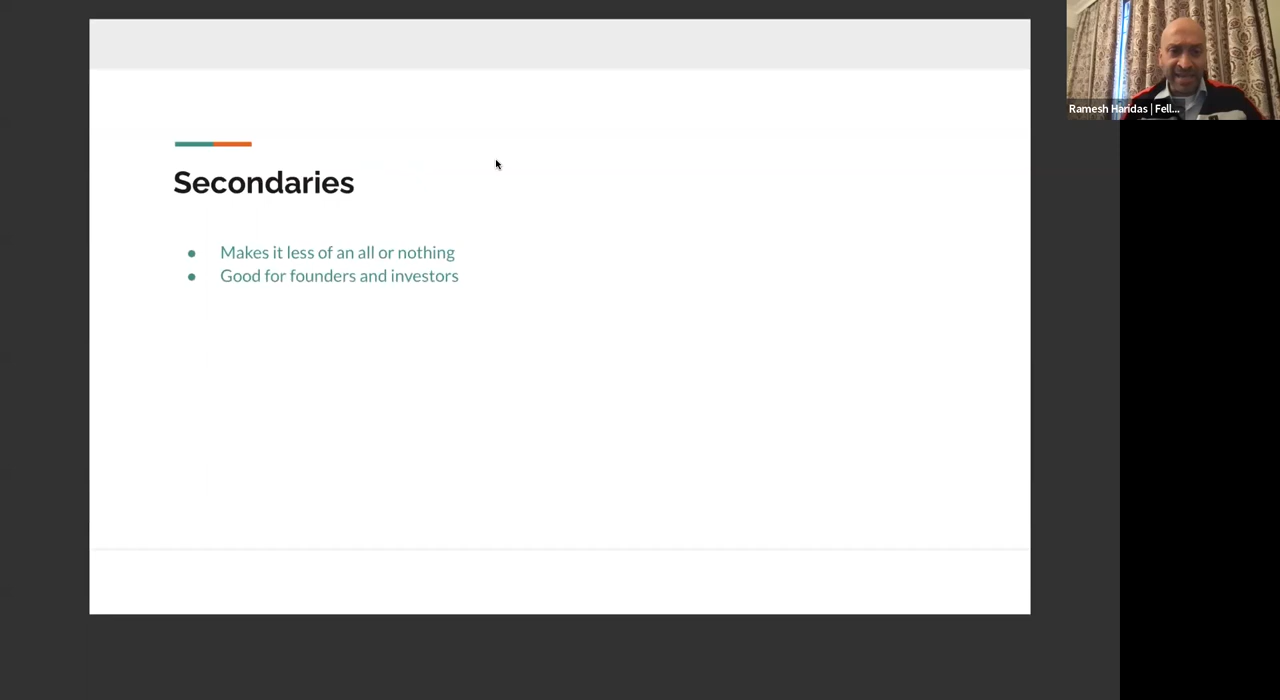 Secondaries
● Makes it less of an all or nothing
● Good for founders and investors
Ramesh Haridas | Fell...